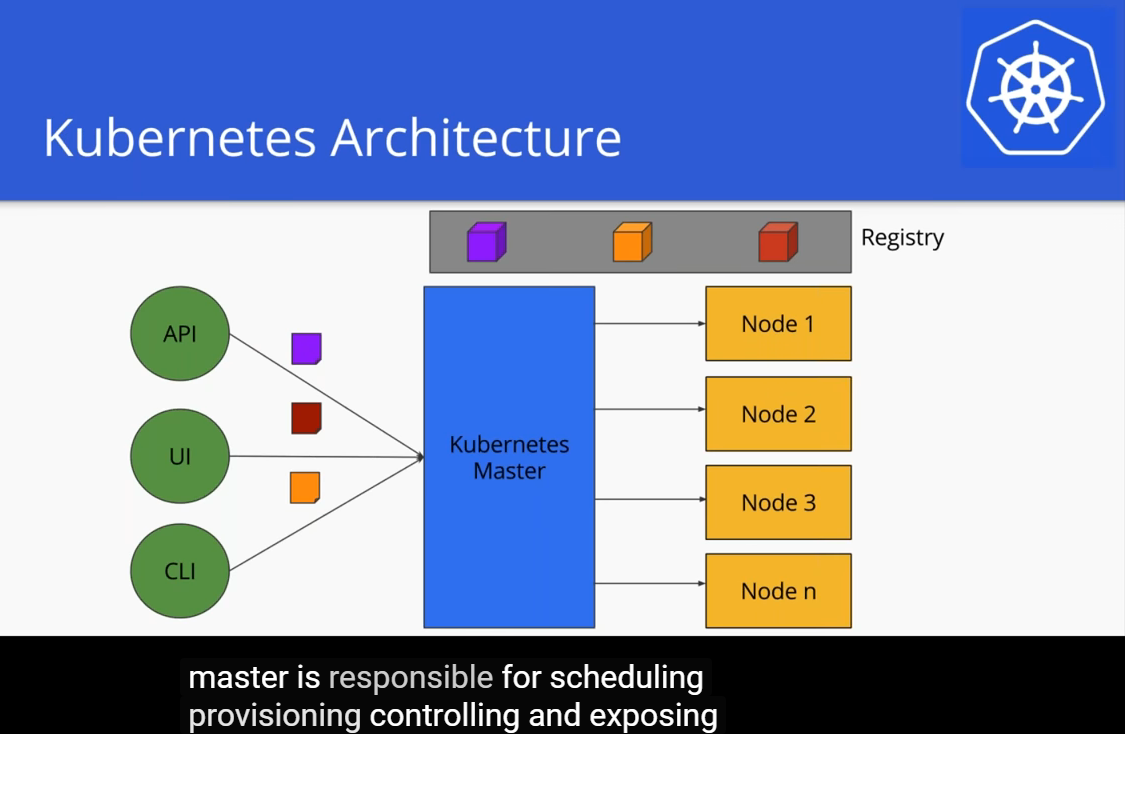 Kubernetes Architecture
Registry
API
UI
CLI
Kubernetes
Master
Node 1
Node 2
Node 3
Node n
master is responsible for scheduling
provisioning controlling and exposing